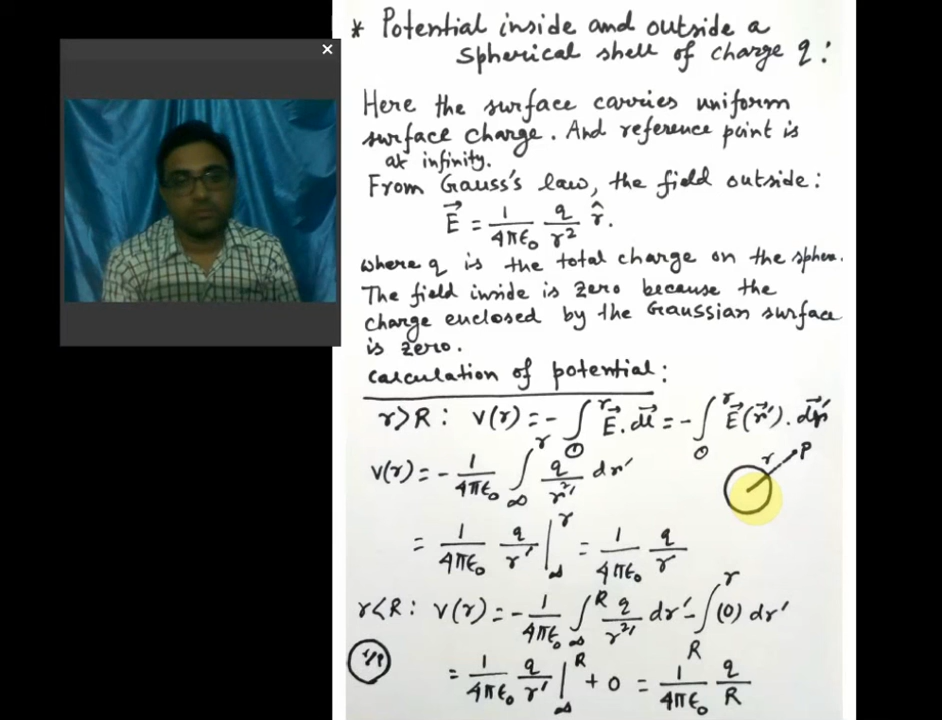 * Potential inside and outside a
spherical shell of charge q:
Here the surface carries uniform
surface charge. And reference point is
at infinity.
From Gauss's law, the field outside:
E⃗ = 1/4πϵ₀ q/r² r̂.
where q is the total charge on the sphere.
The field inside is zero because the
charge enclosed by the Gaussian surface
is zero.
Calculation of potential:
r>R: V(r) = - ∫_O^r E⃗. dl⃗ = - ∫_O^r E⃗(r⃗'). dr⃗'
V(r) = - 1/4πϵ₀ ∫_∞^r q/r'² dr'
r P
= 1/4πϵ₀ q/r' |_∞^r = 1/4πϵ₀ q/r
r<R: V(r) = - 1/4πϵ₀ ∫_∞^R q/r'² dr' - ∫_R^r (0) dr'
= 1/4πϵ₀ q/r' |_∞^R + 0 = 1/4πϵ₀ q/R